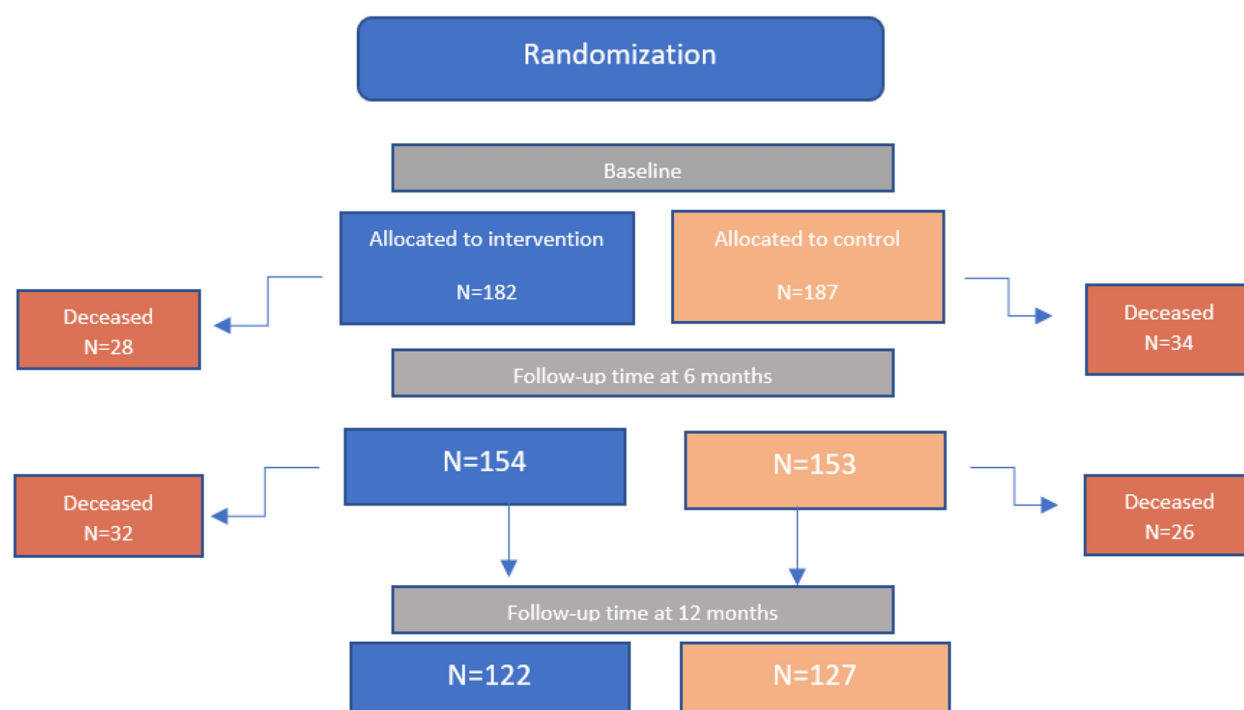 Randomization
Baseline
Allocated to intervention
N=182
Allocated to control
N=187
Deceased
N=28
Deceased
N=34
Follow-up time at 6 months
N=154
N=153
Deceased
N=32
Deceased
N=26
Follow-up time at 12 months
N=122
N=127